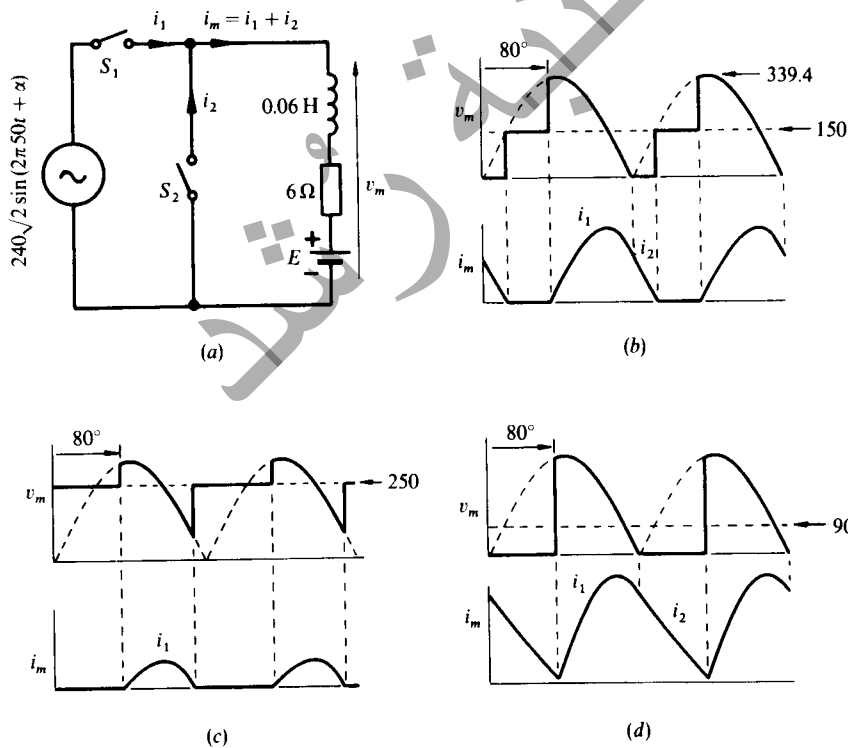 i₁
iₘ = i₁ + i₂
S₁
240√2 sin (2π 50t + α)
i₂
S₂
0.06 H
6 Ω
vₘ
E
+
−
(a)
80°
339.4
vₘ
150
i₁
i₂
iₘ
(b)
80°
vₘ
250
i₁
iₘ
(c)
80°
vₘ
90
i₁
i₂
iₘ
(d)